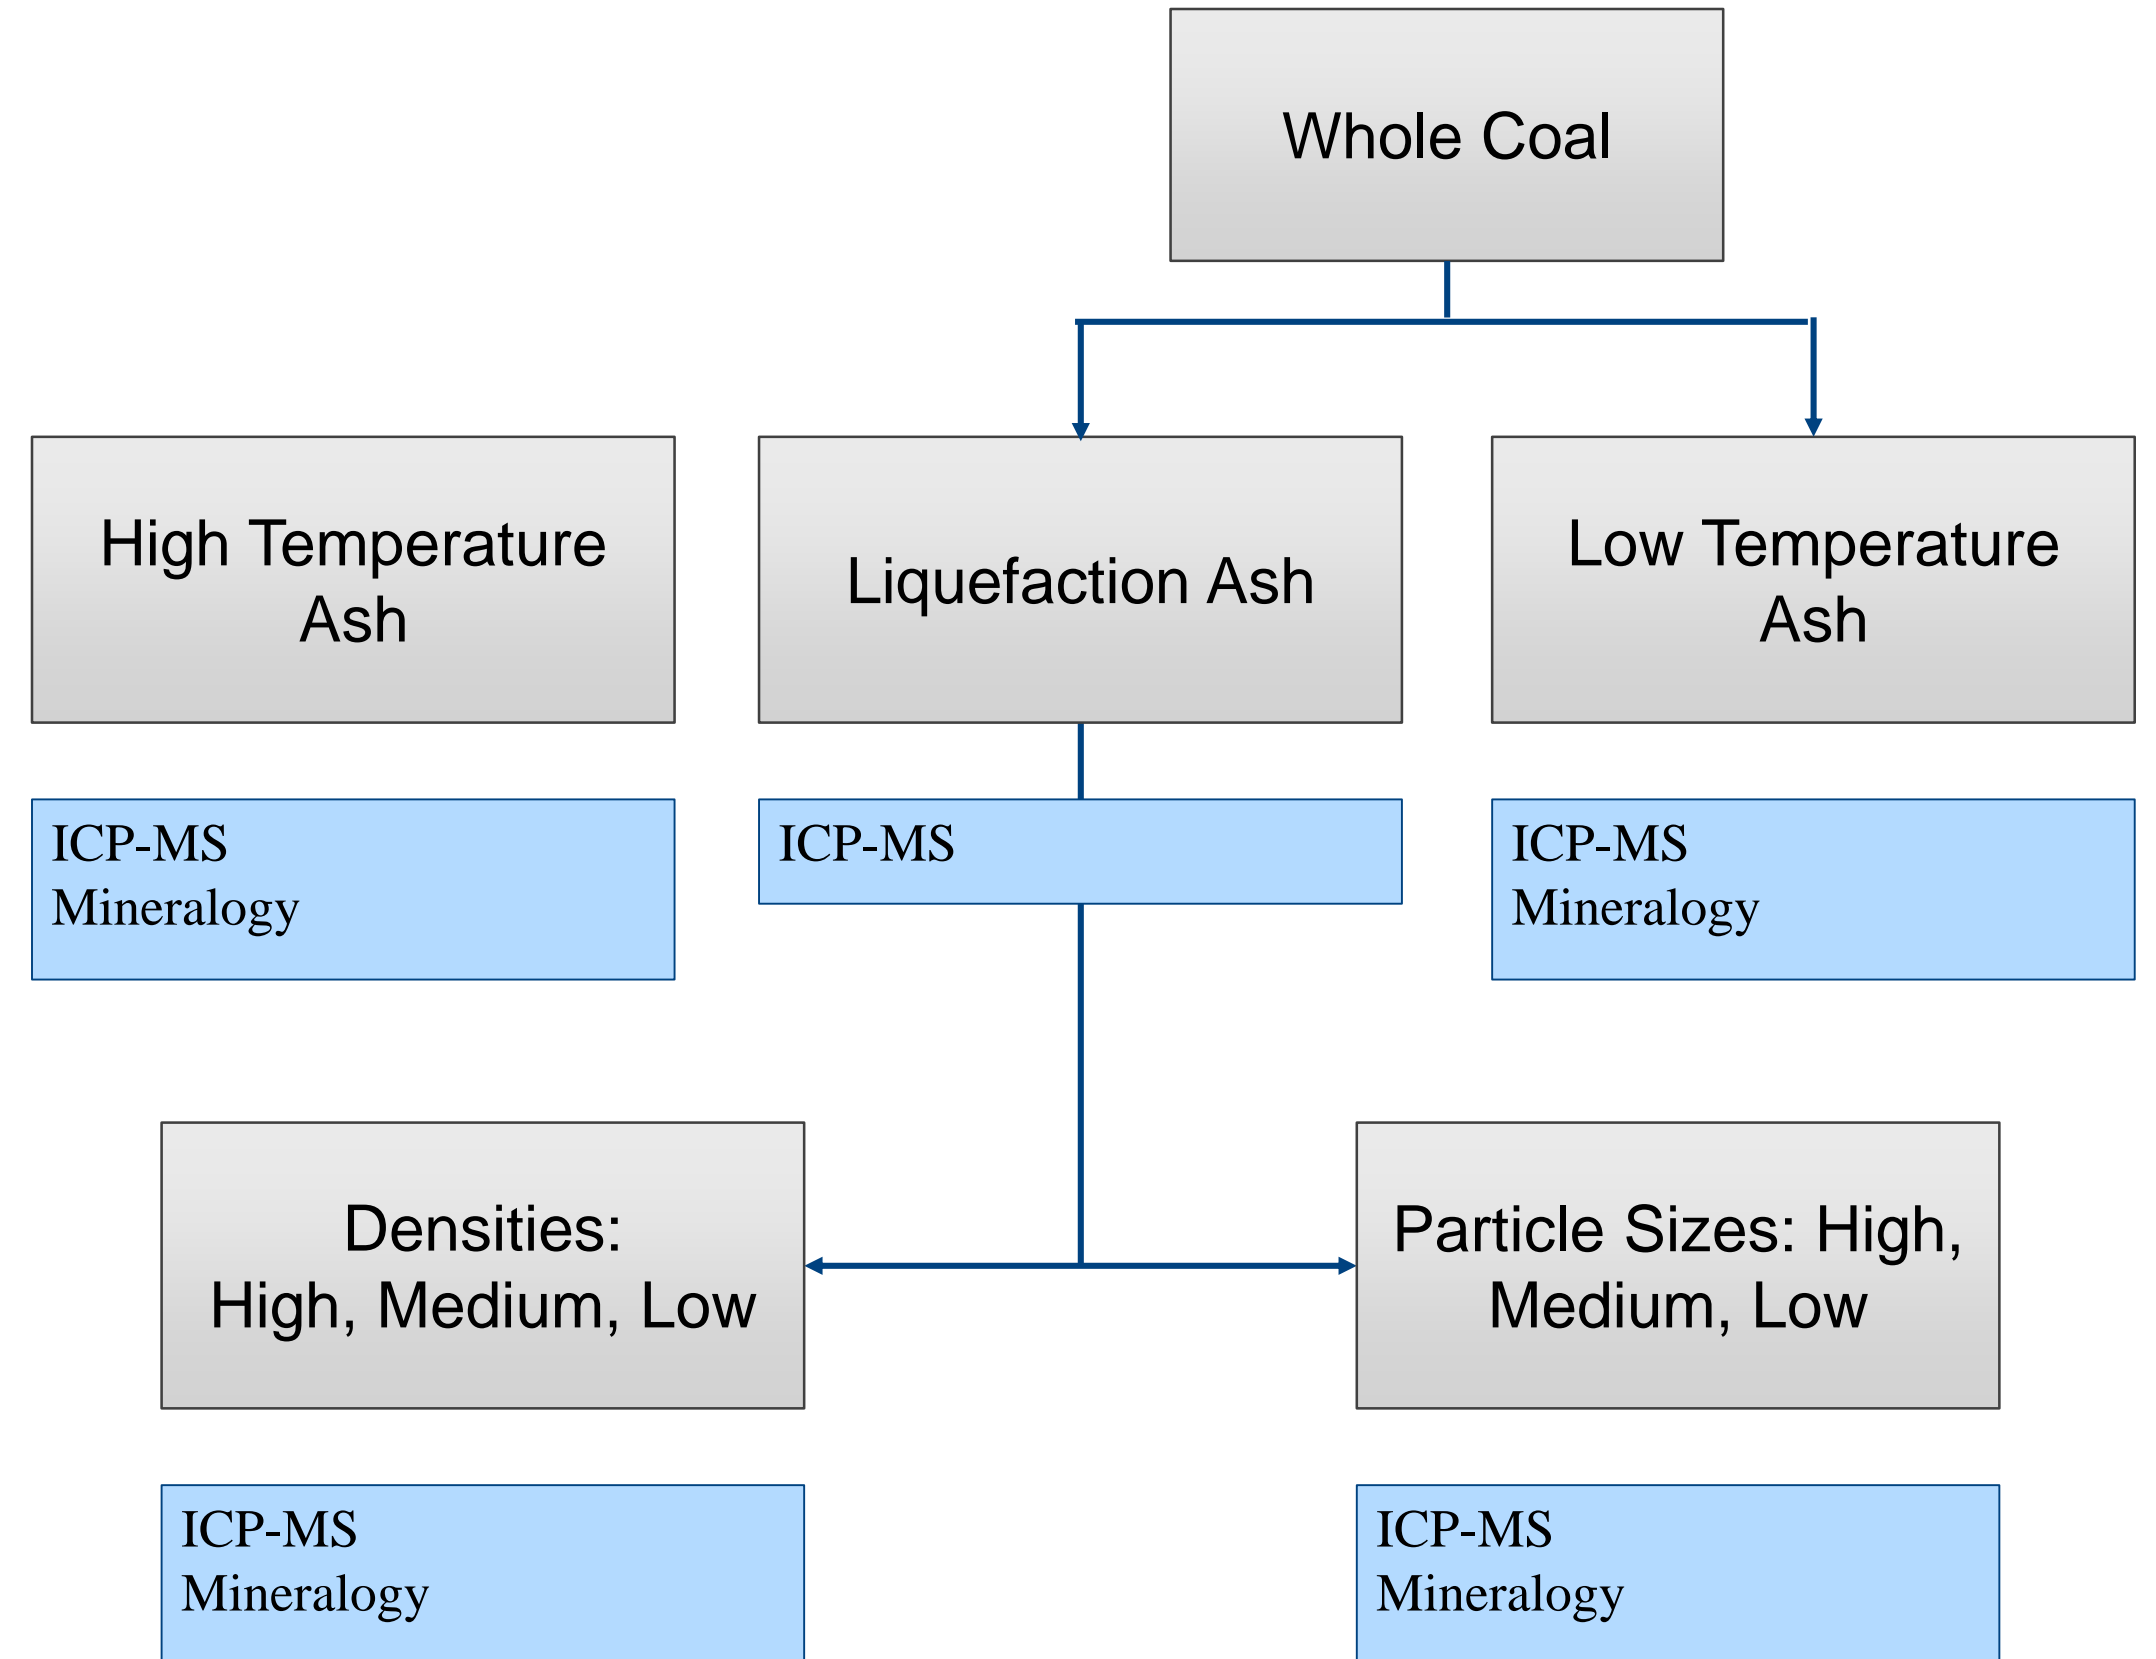 Whole Coal
High Temperature
Ash
Liquefaction Ash
Low Temperature
Ash
ICP-MS
Mineralogy
ICP-MS
ICP-MS
Mineralogy
Densities:
High, Medium, Low
Particle Sizes: High,
Medium, Low
ICP-MS
Mineralogy
ICP-MS
Mineralogy